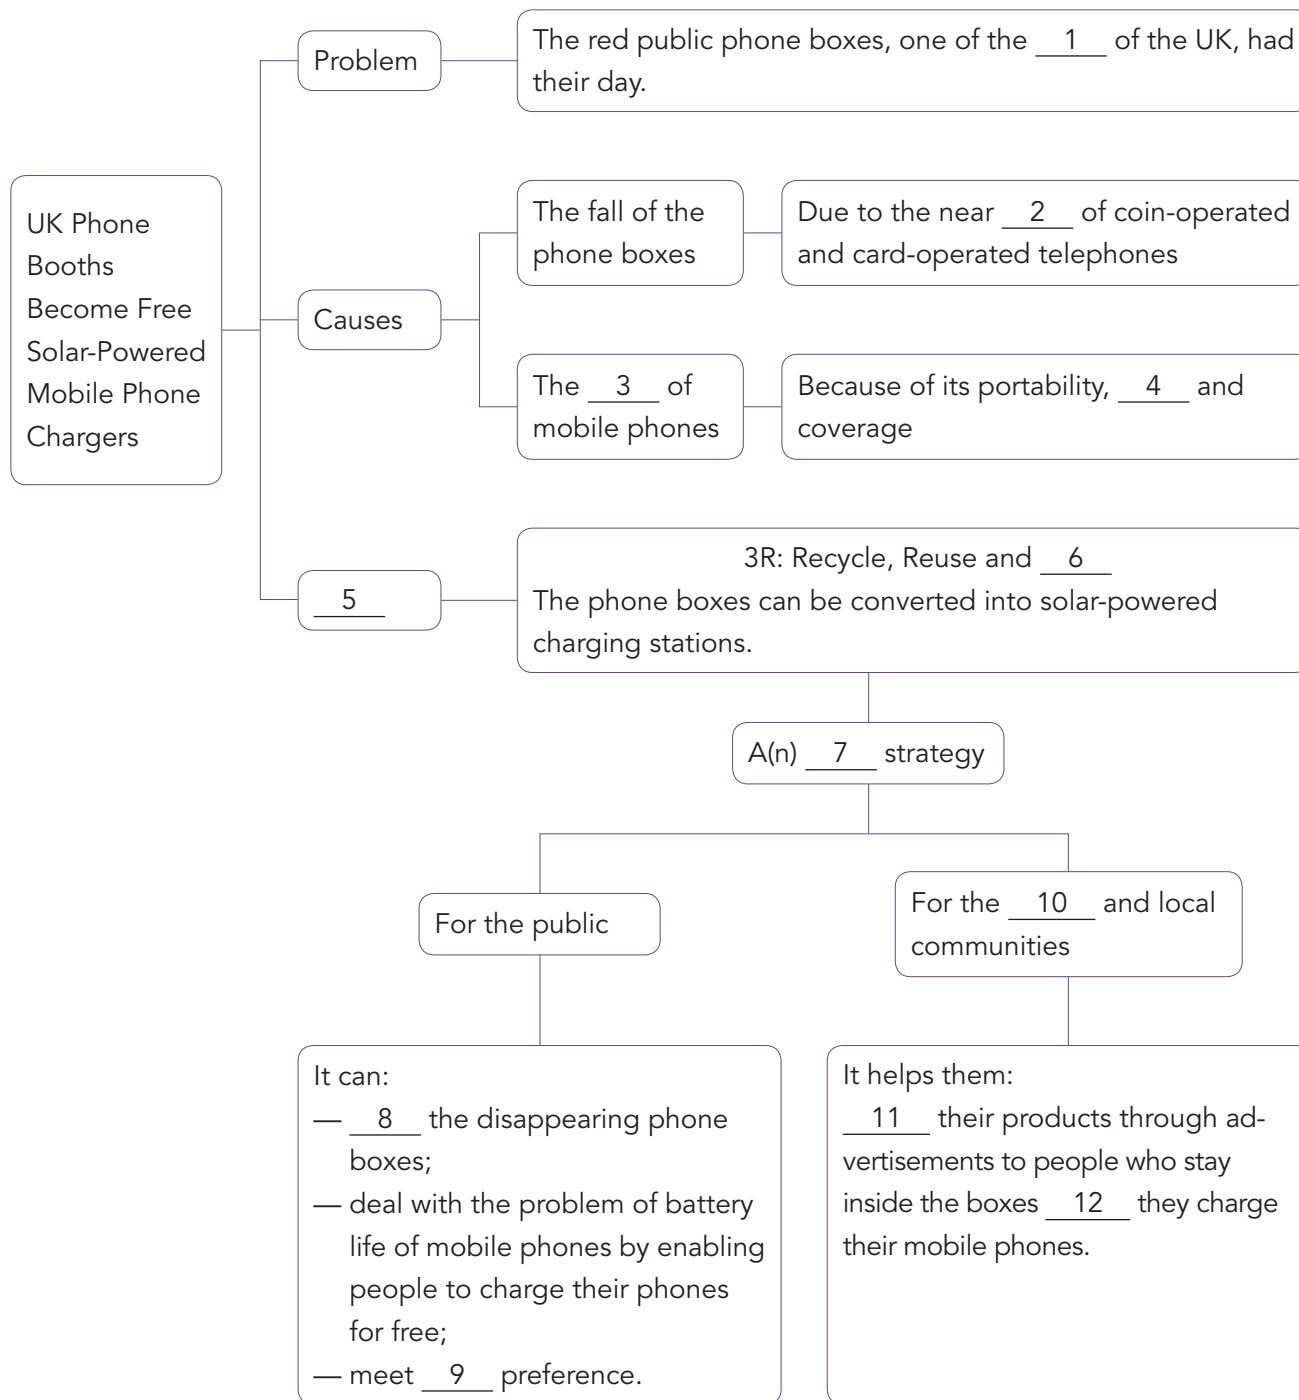 Problem
The red public phone boxes, one of the 1 of the UK, had
their day.
UK Phone
Booths
Become Free
Solar-Powered
Mobile Phone
Chargers
Causes
The fall of the
phone boxes
Due to the near 2 of coin-operated
and card-operated telephones
The 3 of
mobile phones
Because of its portability, 4 and
coverage
5
3R: Recycle, Reuse and 6
The phone boxes can be converted into solar-powered
charging stations.
A(n) 7 strategy
For the public
It can:
— 8 the disappearing phone
boxes;
— deal with the problem of battery
life of mobile phones by enabling
people to charge their phones
for free;
— meet 9 preference.
For the 10 and local
communities
It helps them:
11 their products through ad-
vertisements to people who stay
inside the boxes 12 they charge
their mobile phones.